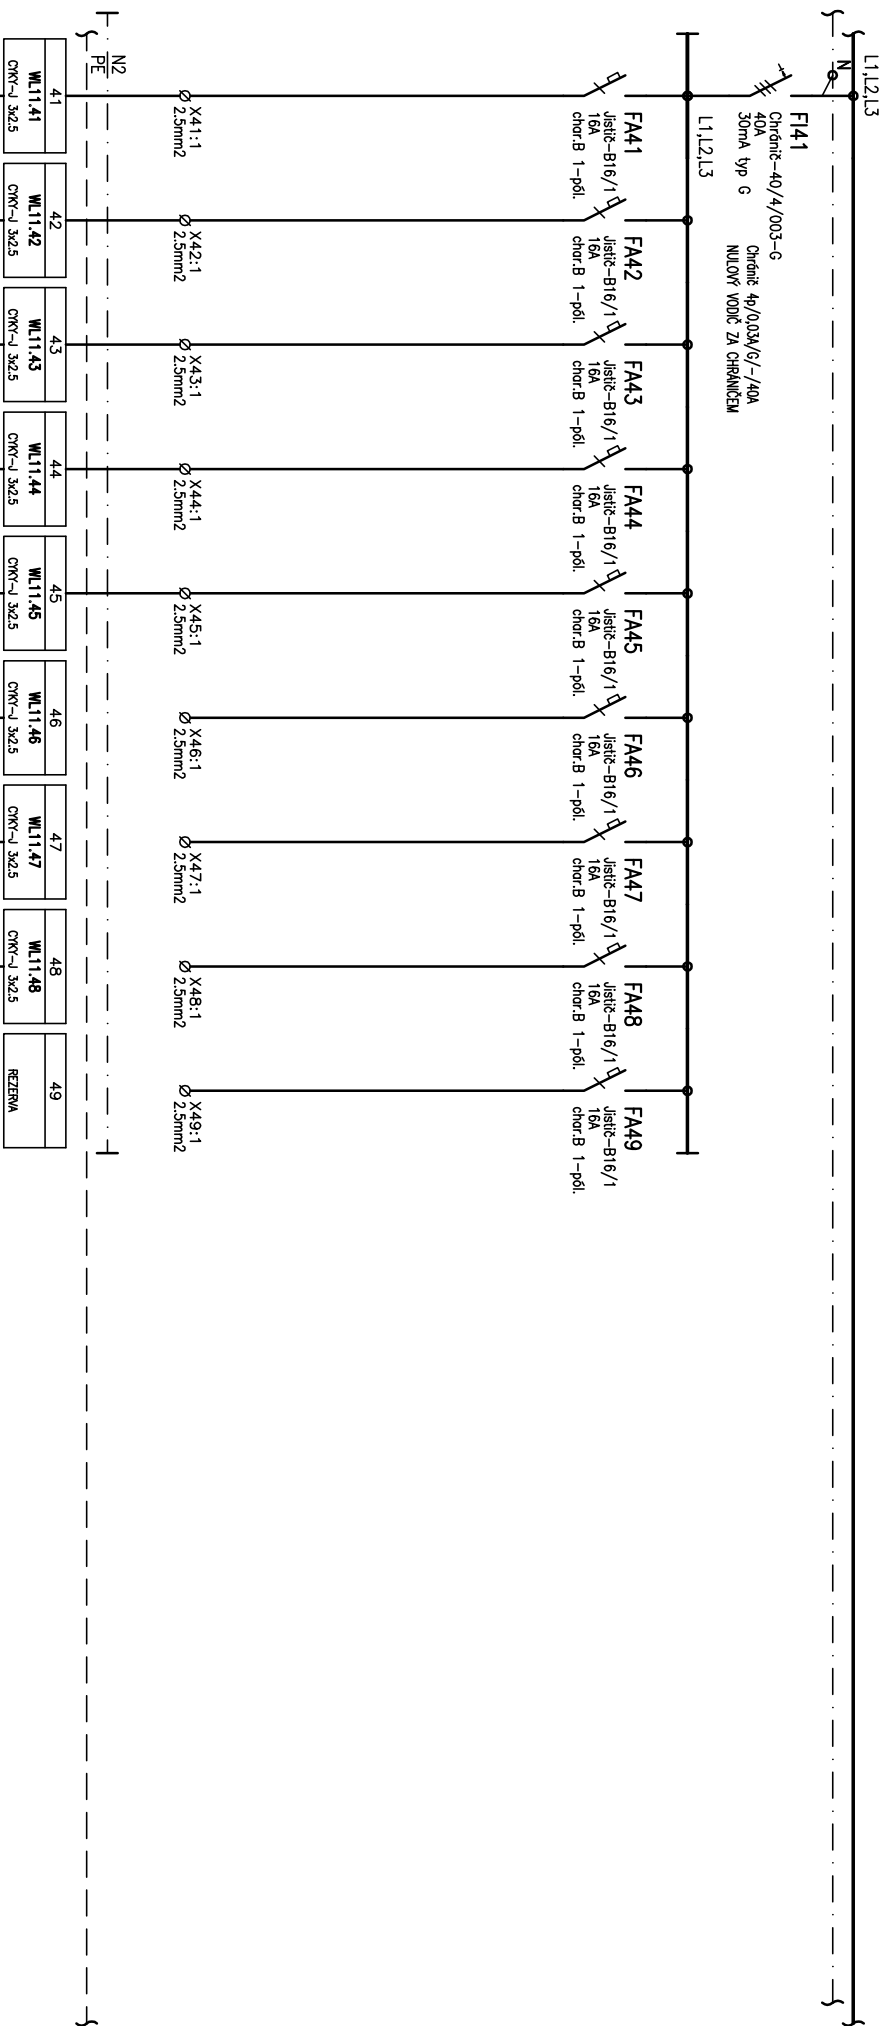 L1,L2,L3
N
FI41
Chránič-40/4/003-G
40A
30mA typ G
Chránič 4p/0,03A/G/-/40A
NULOVÝ VODIČ ZA CHRÁNIČEM
L1,L2,L3
FA41
Jistič-B16/1
16A
char.B 1-pól.
FA42
Jistič-B16/1
16A
char.B 1-pól.
FA43
Jistič-B16/1
16A
char.B 1-pól.
FA44
Jistič-B16/1
16A
char.B 1-pól.
FA45
Jistič-B16/1
16A
char.B 1-pól.
FA46
Jistič-B16/1
16A
char.B 1-pól.
FA47
Jistič-B16/1
16A
char.B 1-pól.
FA48
Jistič-B16/1
16A
char.B 1-pól.
FA49
Jistič-B16/1
16A
char.B 1-pól.
X41:1
2.5mm2
X42:1
2.5mm2
X43:1
2.5mm2
X44:1
2.5mm2
X45:1
2.5mm2
X46:1
2.5mm2
X47:1
2.5mm2
X48:1
2.5mm2
X49:1
2.5mm2
N2
PE
41
WL11.41
CYKY-J 3x2.5
42
WL11.42
CYKY-J 3x2.5
43
WL11.43
CYKY-J 3x2.5
44
WL11.44
CYKY-J 3x2.5
45
WL11.45
CYKY-J 3x2.5
46
WL11.46
CYKY-J 3x2.5
47
WL11.47
CYKY-J 3x2.5
48
WL11.48
CYKY-J 3x2.5
49
REZERVA